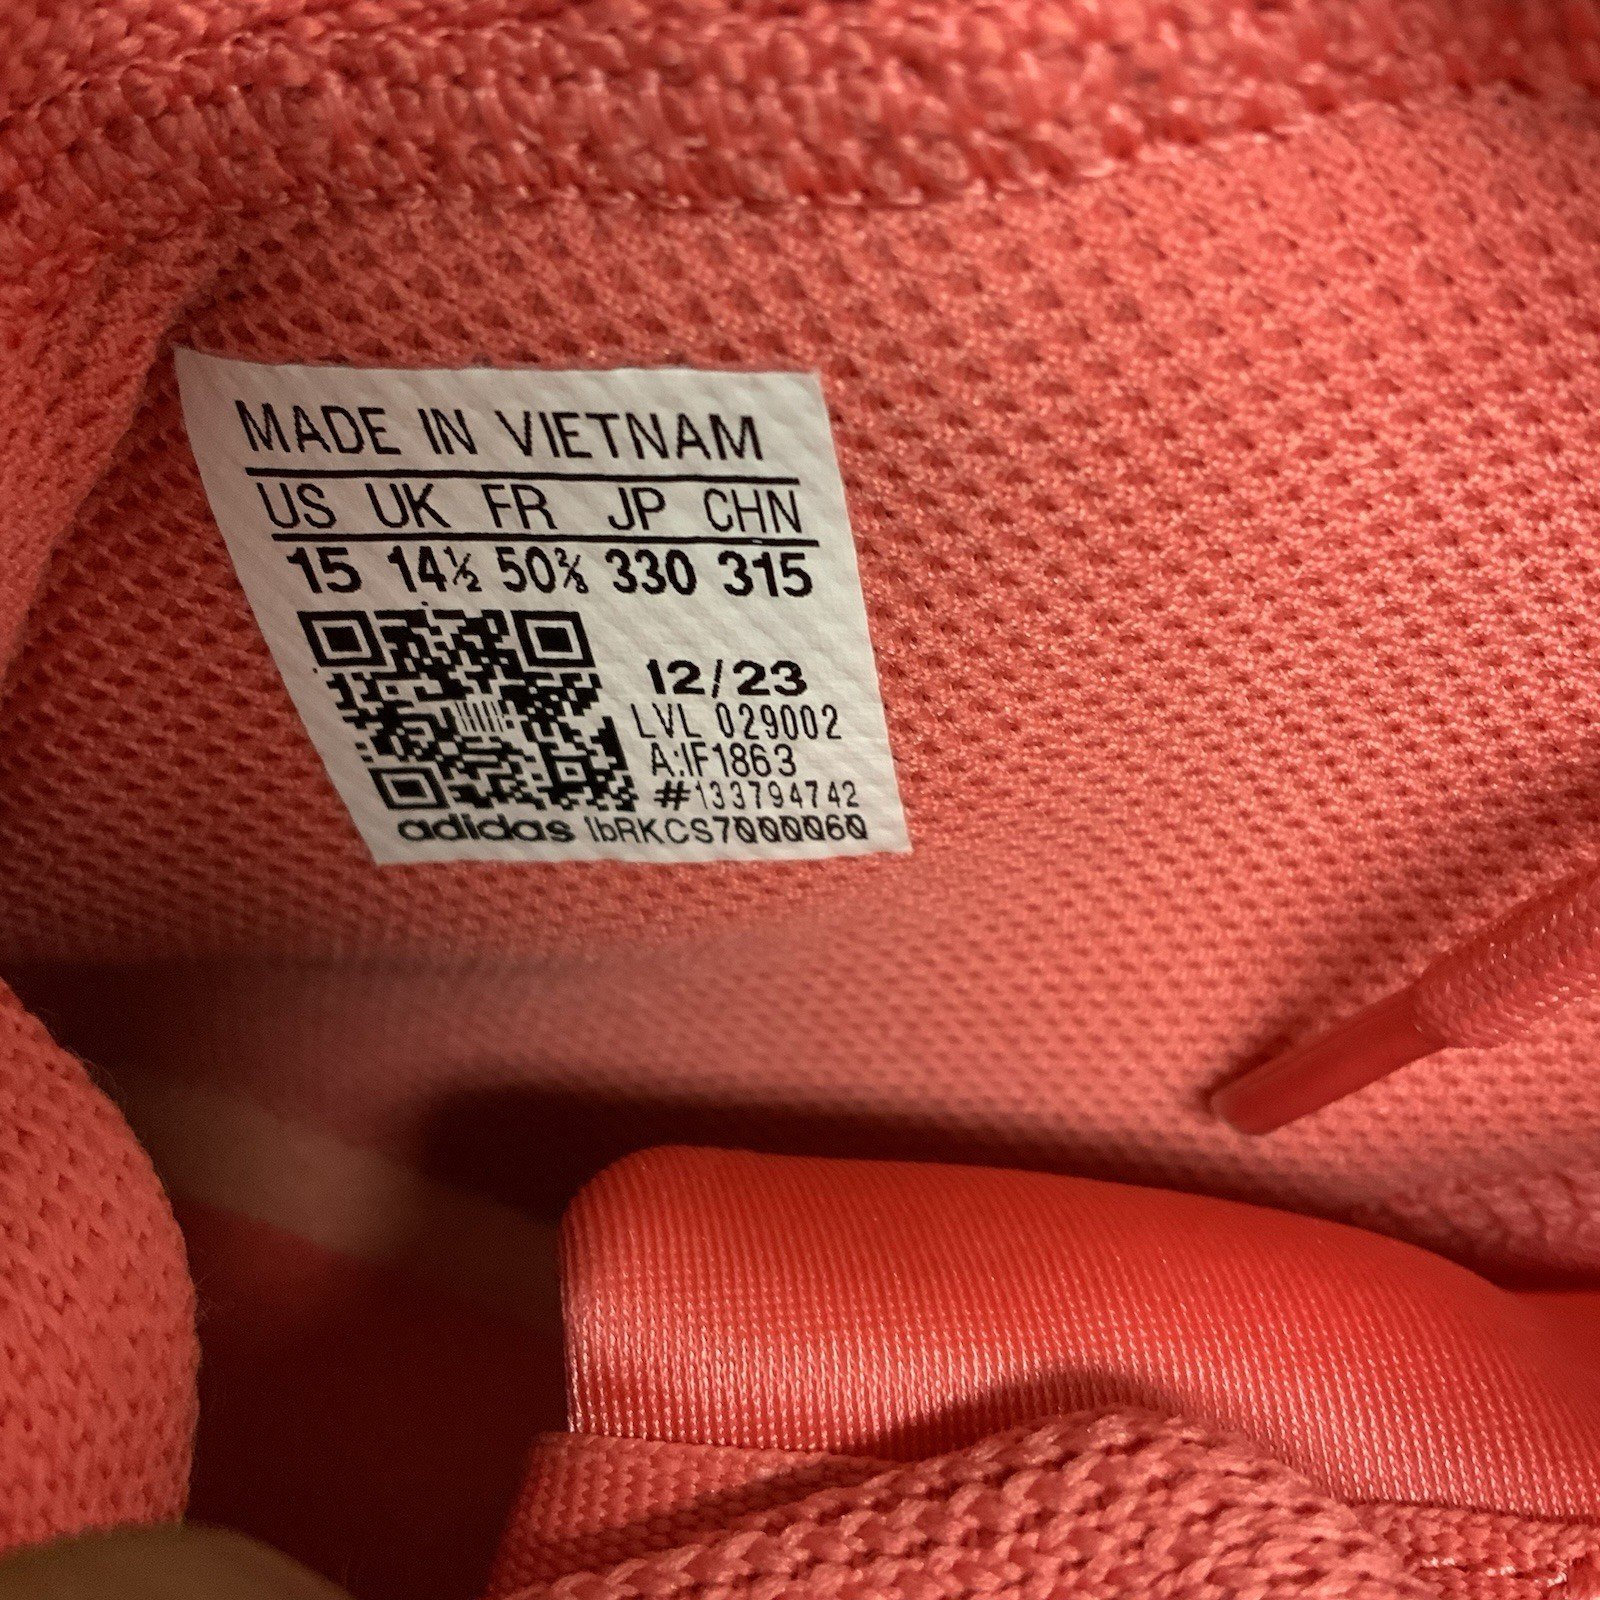 MADE IN VIETNAM
US UK FR JP CHN
15 14½ 50⅔ 330 315
12/23
LVL 029002
A:IF1863
#133794742
adidas lbRKCS7000060